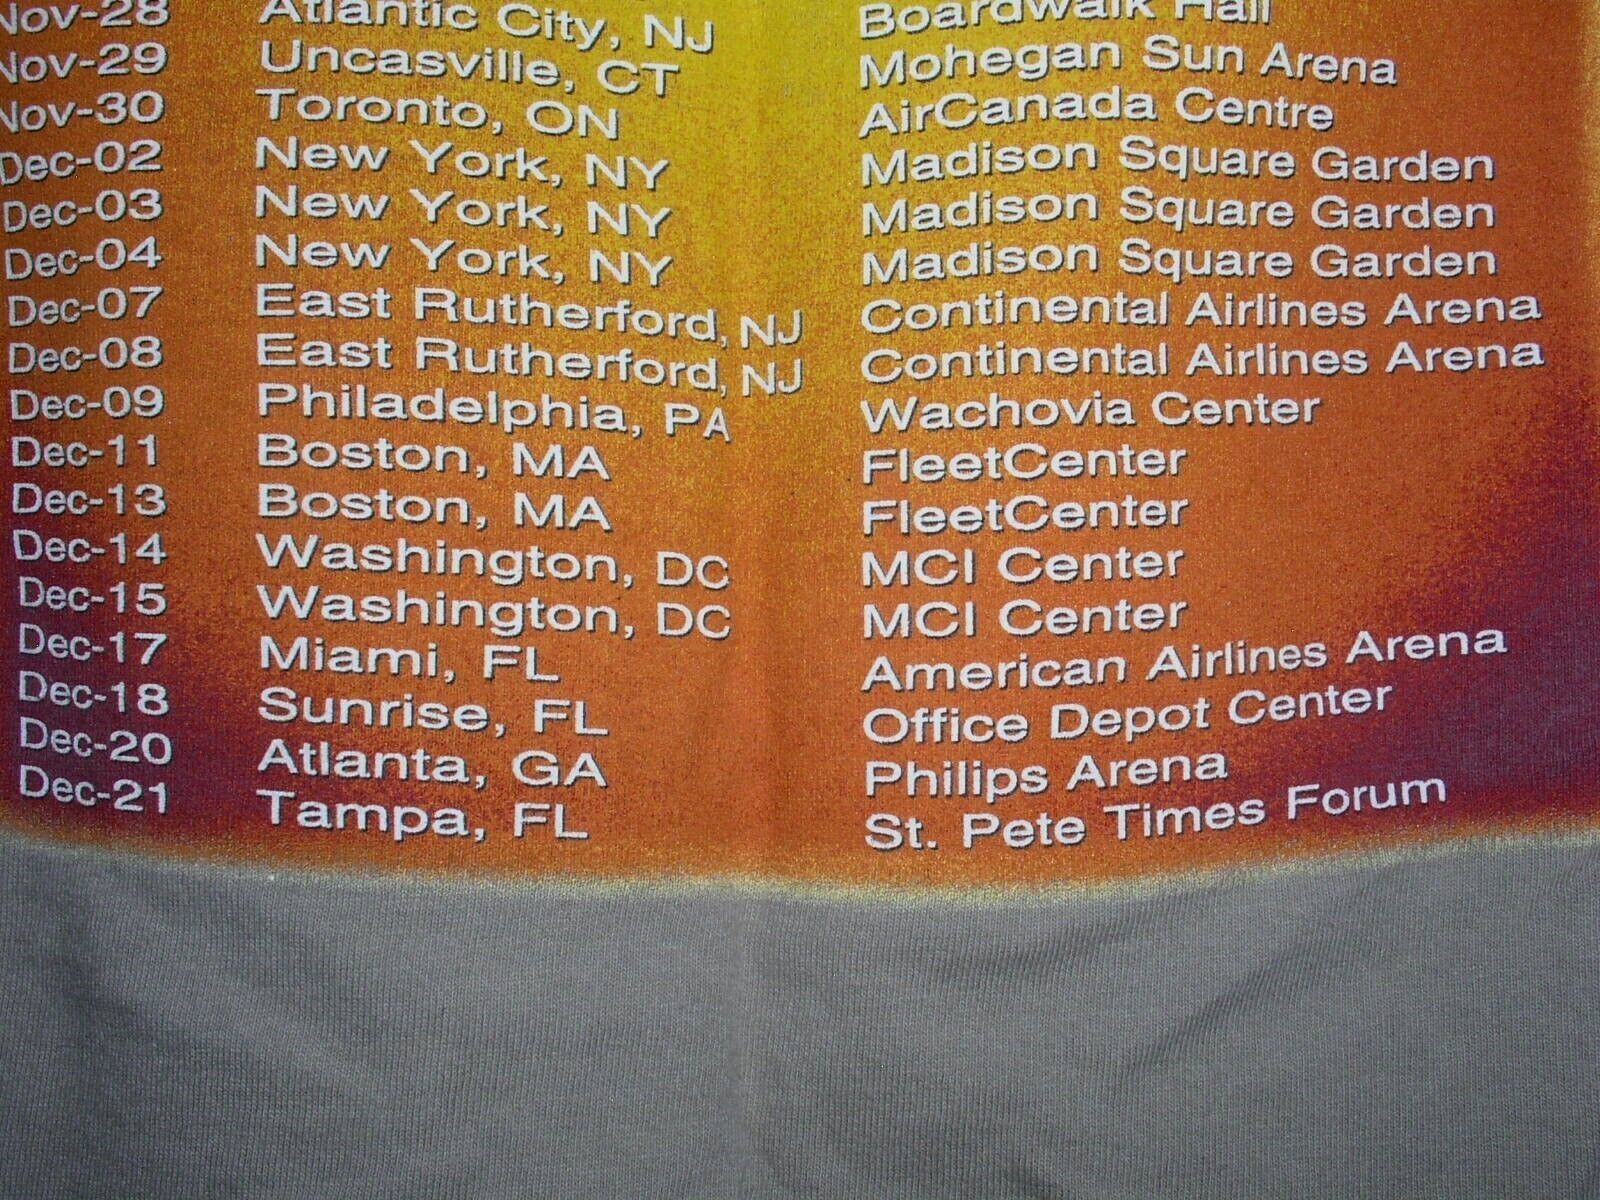 Nov-28 Atlantic City, NJ Boardwalk Hall
Nov-29 Uncasville, CT Mohegan Sun Arena
Nov-30 Toronto, ON AirCanada Centre
Dec-02 New York, NY Madison Square Garden
Dec-03 New York, NY Madison Square Garden
Dec-04 New York, NY Madison Square Garden
Dec-07 East Rutherford, NJ Continental Airlines Arena
Dec-08 East Rutherford, NJ Continental Airlines Arena
Dec-09 Philadelphia, PA Wachovia Center
Dec-11 Boston, MA FleetCenter
Dec-13 Boston, MA FleetCenter
Dec-14 Washington, DC MCI Center
Dec-15 Washington, DC MCI Center
Dec-17 Miami, FL American Airlines Arena
Dec-18 Sunrise, FL Office Depot Center
Dec-20 Atlanta, GA Philips Arena
Dec-21 Tampa, FL St. Pete Times Forum